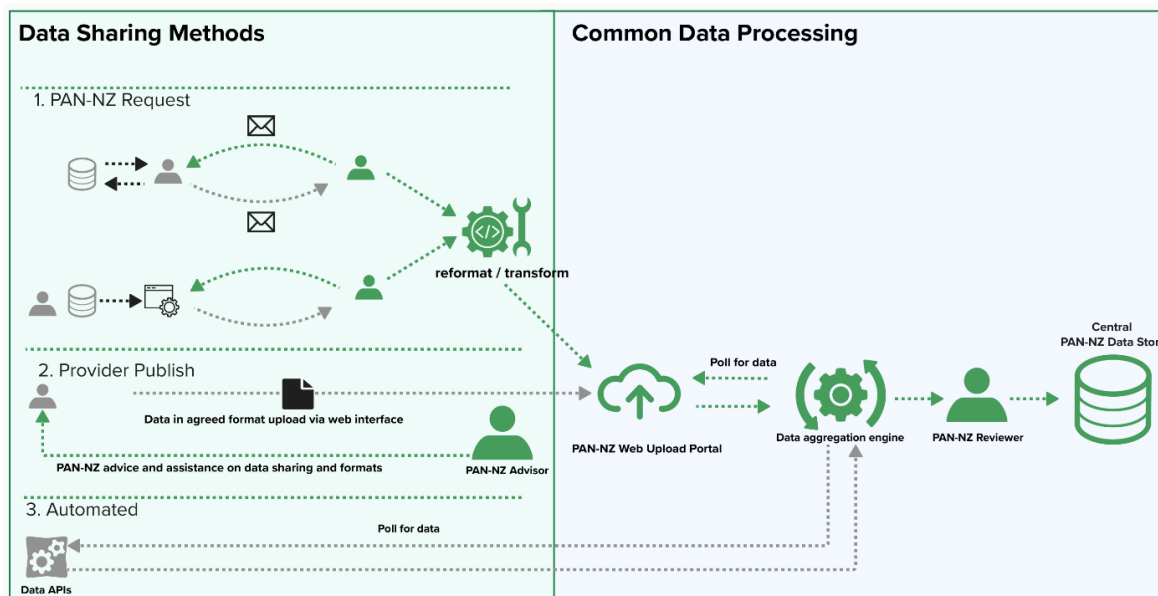 Data Sharing Methods
Common Data Processing
1. PAN-NZ Request
</>
reformat / transform
Central
PAN-NZ Data Stor
2. Provider Publish
Poll for data
Data in agreed format upload via web interface
PAN-NZ Web Upload Portal
Data aggregation engine
PAN-NZ Reviewer
PAN-NZ advice and assistance on data sharing and formats
PAN-NZ Advisor
3. Automated
Poll for data
Data APIs